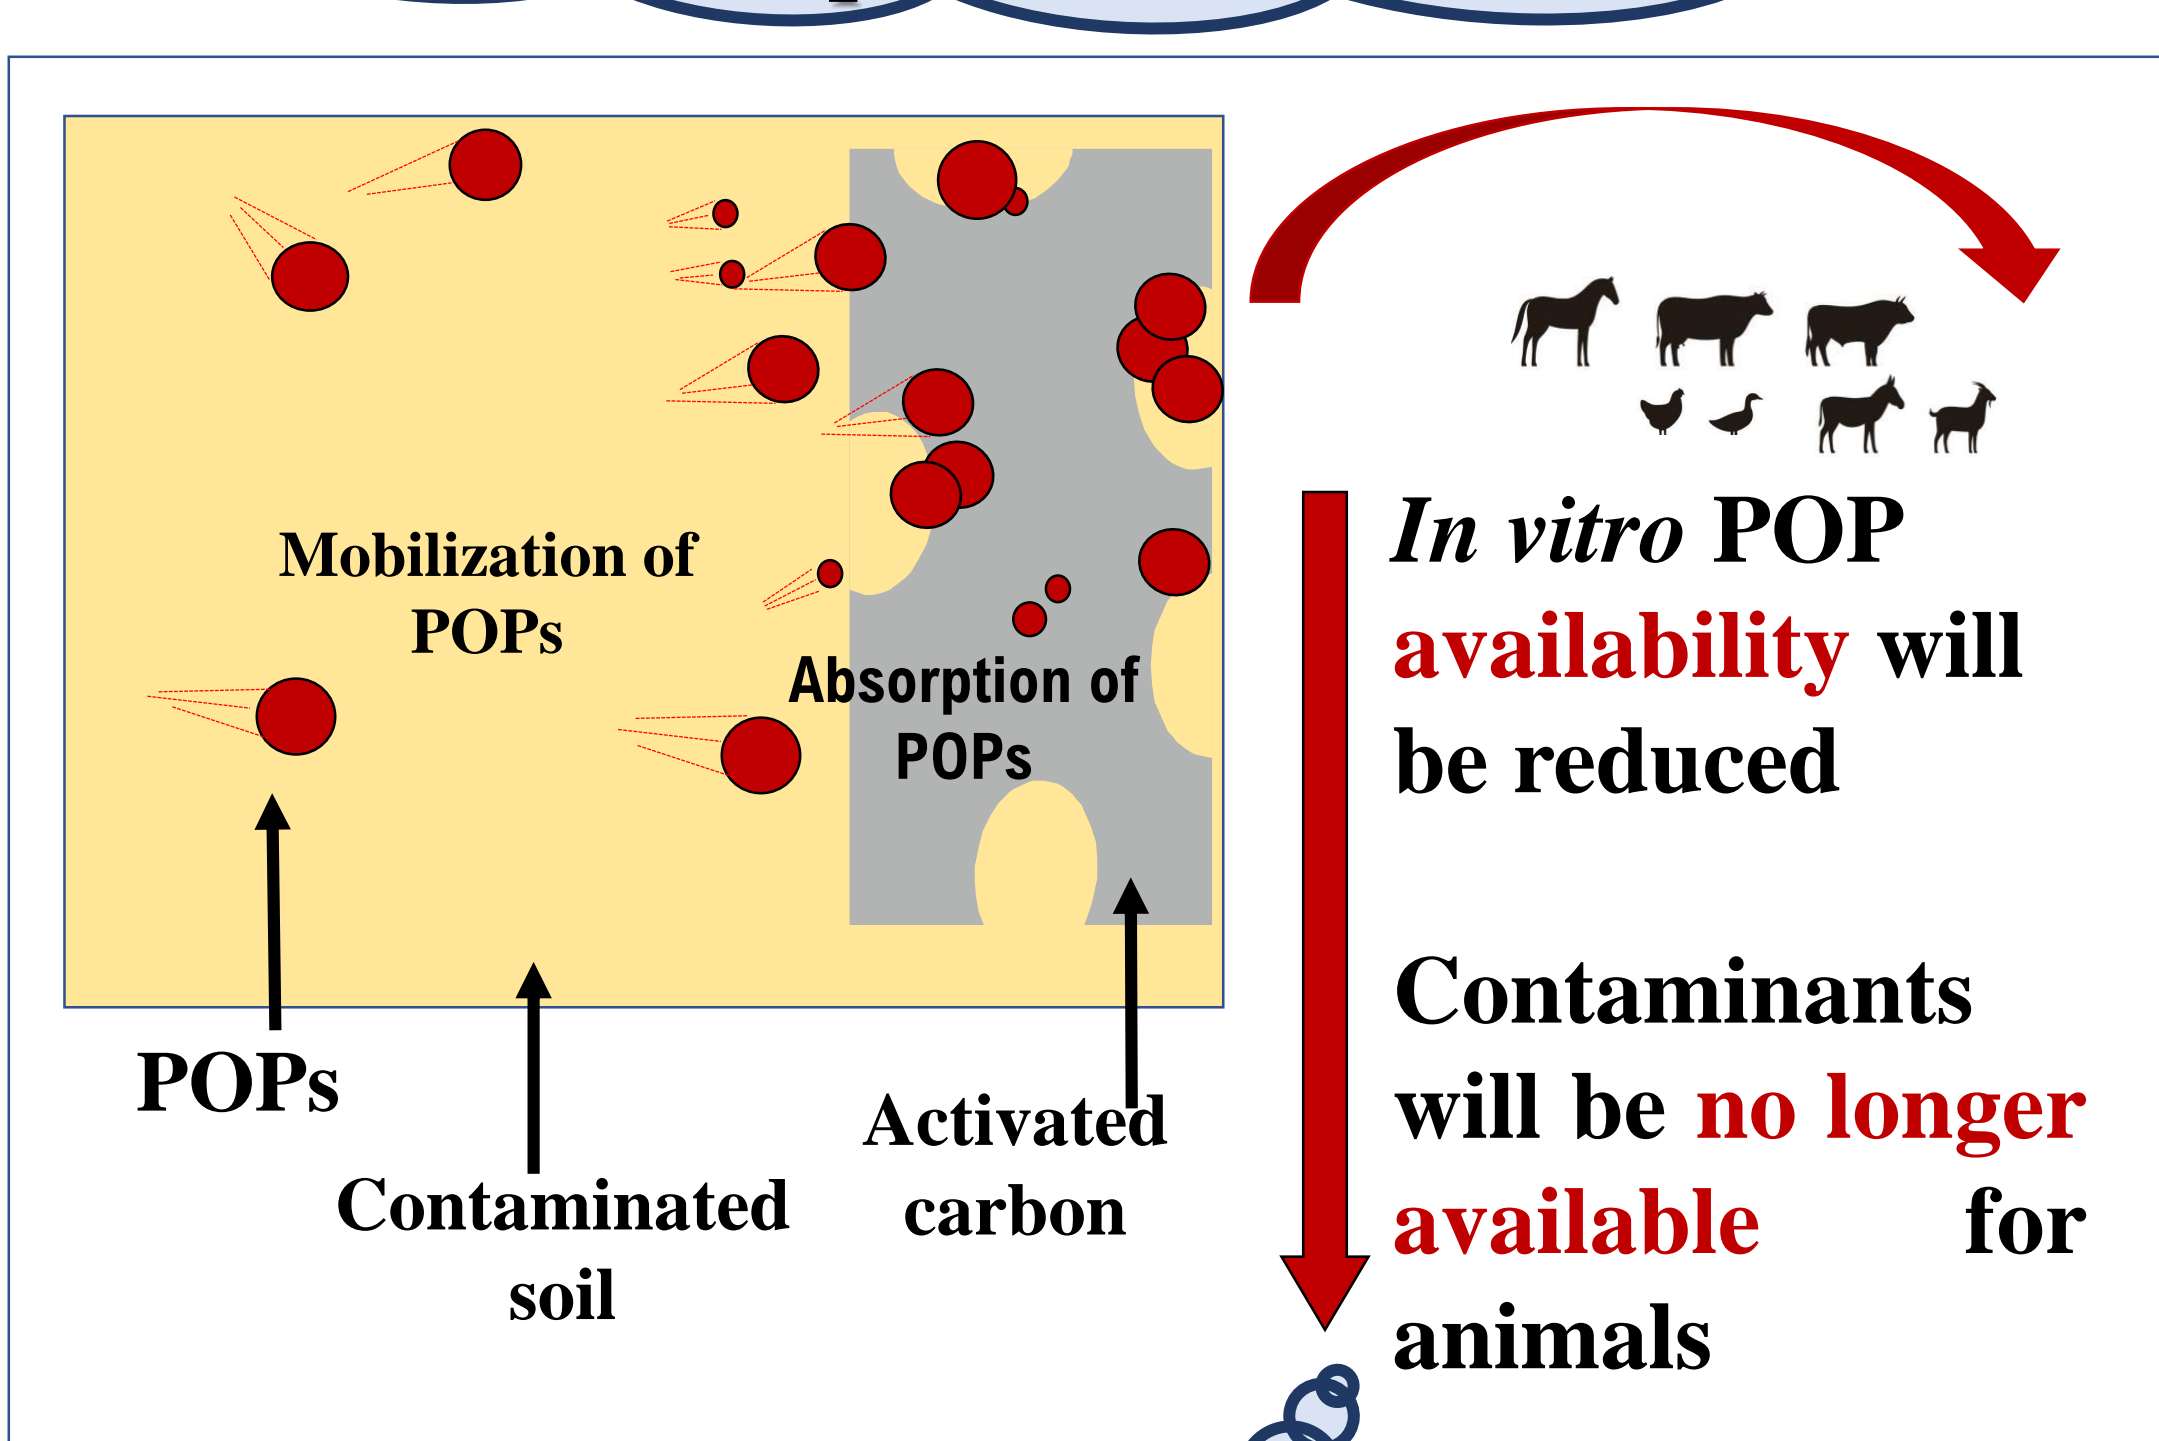 Mobilization of
POPs
Absorption of
POPs
POPs
Contaminated
soil
Activated
carbon
In vitro POP
availability will
be reduced
Contaminants
will be no longer
available for
animals